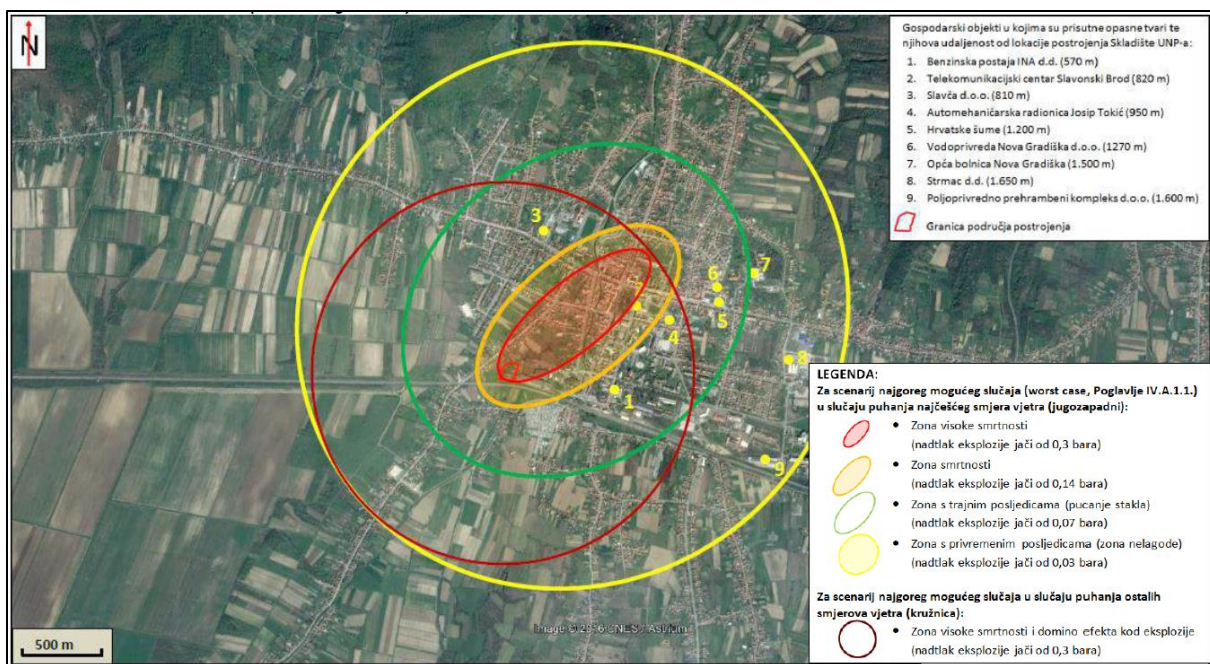 N
Gospodarski objekti u kojima su prisutne opasne tvari te
njihova udaljenost od lokacije postrojenja Skladište UNP-a:
1. Benzinska postaja INA d.d. (570 m)
2. Telekomunikacijski centar Slavonski Brod (820 m)
3. Slavča d.o.o. (810 m)
4. Automehaničarska radionica Josip Tokić (950 m)
5. Hrvatske šume (1.200 m)
6. Vodoprivreda Nova Gradiška d.o.o. (1270 m)
7. Opća bolnica Nova Gradiška (1.500 m)
8. Strmac d.d. (1.650 m)
9. Poljoprivredno prehrambeni kompleks d.o.o. (1.600 m)
Granica područja postrojenja
3
7
6
5
4
8
1
9
LEGENDA:
Za scenarij najgoreg mogućeg slučaja (worst case, Poglavlje IV.A.1.1.)
u slučaju puhanja najčešćeg smjera vjetra (jugozapadni):
• Zona visoke smrtnosti
(nadtlak eksplozije jači od 0,3 bara)
• Zona smrtnosti
(nadtlak eksplozije jači od 0,14 bara)
• Zona s trajnim posljedicama (pucanje stakla)
(nadtlak eksplozije jači od 0,07 bara)
• Zona s privremenim posljedicama (zona nelagode)
(nadtlak eksplozije jači od 0,03 bara)
Za scenarij najgoreg mogućeg slučaja u slučaju puhanja ostalih
smjerova vjetra (kružnica):
• Zona visoke smrtnosti i domino efekta kod eksplozije
(nadtlak eksplozije jači od 0,3 bara)
500 m
Image © 2016 CNES / Astrium